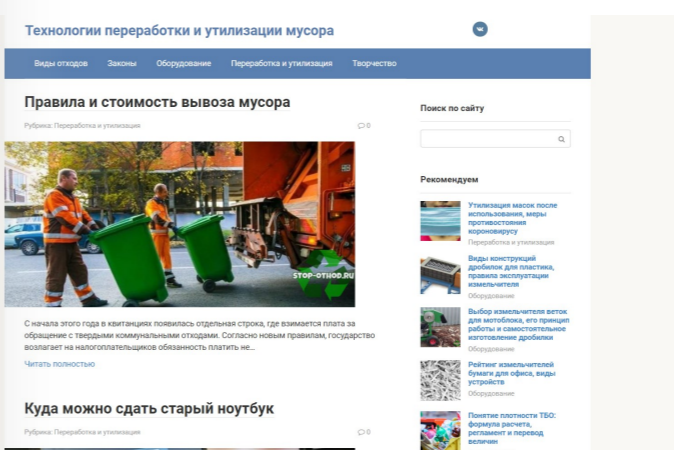 Технологии переработки и утилизации мусора
Виды отходов Законы Оборудование Переработка и утилизация Творчество
Правила и стоимость вывоза мусора
Рубрика: Переработка и утилизация 0
STOP-OTHOD.RU
С начала этого года в квитанциях появилась отдельная строка, где взимается плата за
обращение с твердыми коммунальными отходами. Согласно новым правилам, государство
возлагает на налогоплательщиков обязанность платить не...
Читать полностью
Куда можно сдать старый ноутбук
Рубрика: Переработка и утилизация 0
Поиск по сайту
Рекомендуем
Утилизация масок после
использования, меры
противостояния
короновирусу
Переработка и утилизация
Виды конструкций
дробилок для пластика,
правила эксплуатации
измельчителя
Оборудование
Выбор измельчителя веток
для мотоблока, его принцип
работы и самостоятельное
изготовление дробилки
Оборудование
Рейтинг измельчителей
бумаги для офиса, виды
устройств
Оборудование
Понятие плотности ТБО:
формула расчета,
регламент и перевод
величин